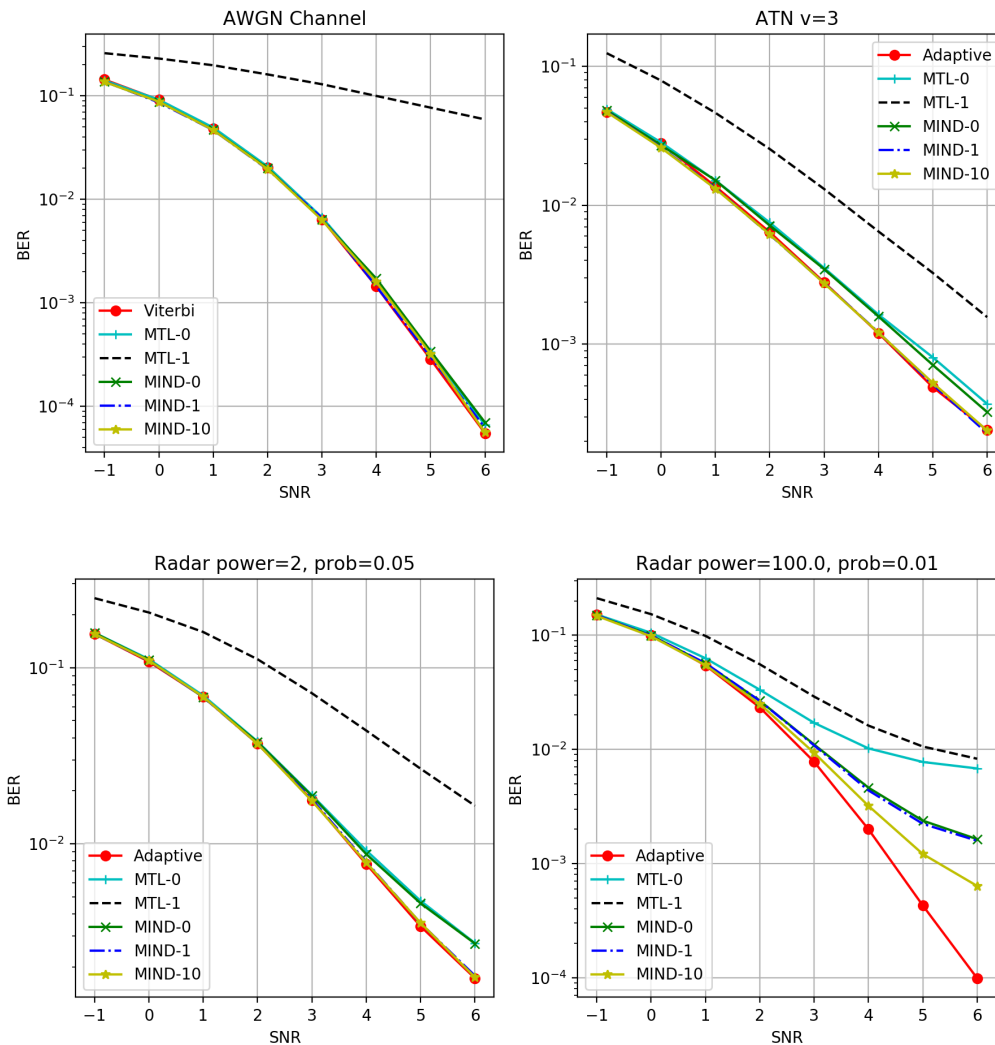 AWGN Channel
BER
10⁻¹
10⁻²
10⁻³
10⁻⁴
Viterbi
MTL-0
MTL-1
MIND-0
MIND-1
MIND-10
−1 0 1 2 3 4 5 6
SNR
ATN v=3
BER
10⁻¹
10⁻²
10⁻³
Adaptive
MTL-0
MTL-1
MIND-0
MIND-1
MIND-10
−1 0 1 2 3 4 5 6
SNR
Radar power=2, prob=0.05
BER
10⁻¹
10⁻²
Adaptive
MTL-0
MTL-1
MIND-0
MIND-1
MIND-10
−1 0 1 2 3 4 5 6
SNR
Radar power=100.0, prob=0.01
BER
10⁻¹
10⁻²
10⁻³
10⁻⁴
Adaptive
MTL-0
MTL-1
MIND-0
MIND-1
MIND-10
−1 0 1 2 3 4 5 6
SNR